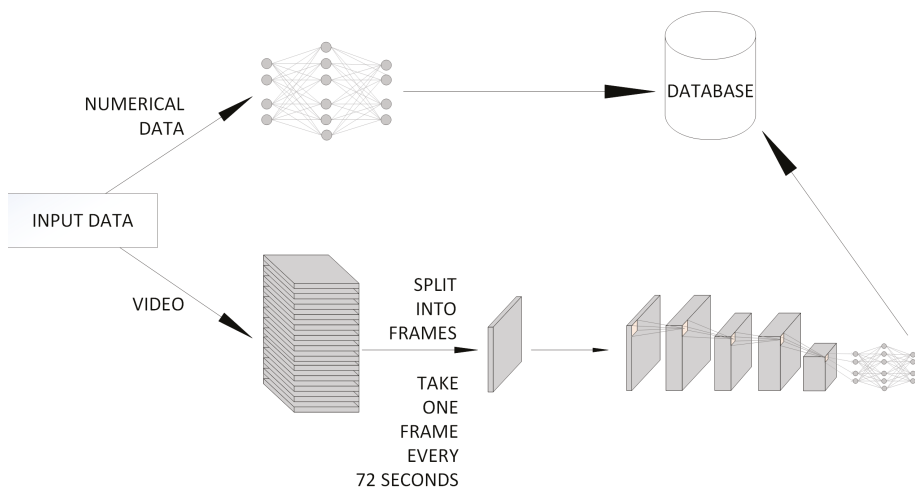 NUMERICAL
DATA
DATABASE
INPUT DATA
VIDEO
SPLIT
INTO
FRAMES
TAKE
ONE
FRAME
EVERY
72 SECONDS